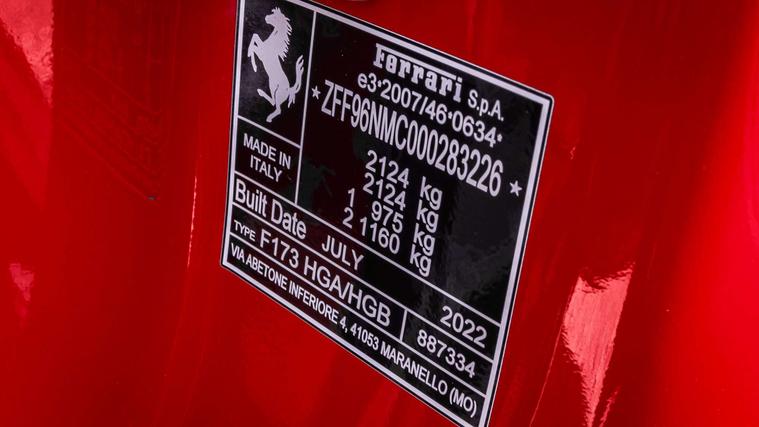 Ferrari S.p.A.
e3*2007/46*0634*
*ZFF96NMC000283226*
MADE IN
ITALY
2124 kg
2124 kg
1 975 kg
2 1160 kg
Built Date JULY 2022
TYPE F173 HGA/HGB 887334
VIA ABETONE INFERIORE 4, 41053 MARANELLO (MO)